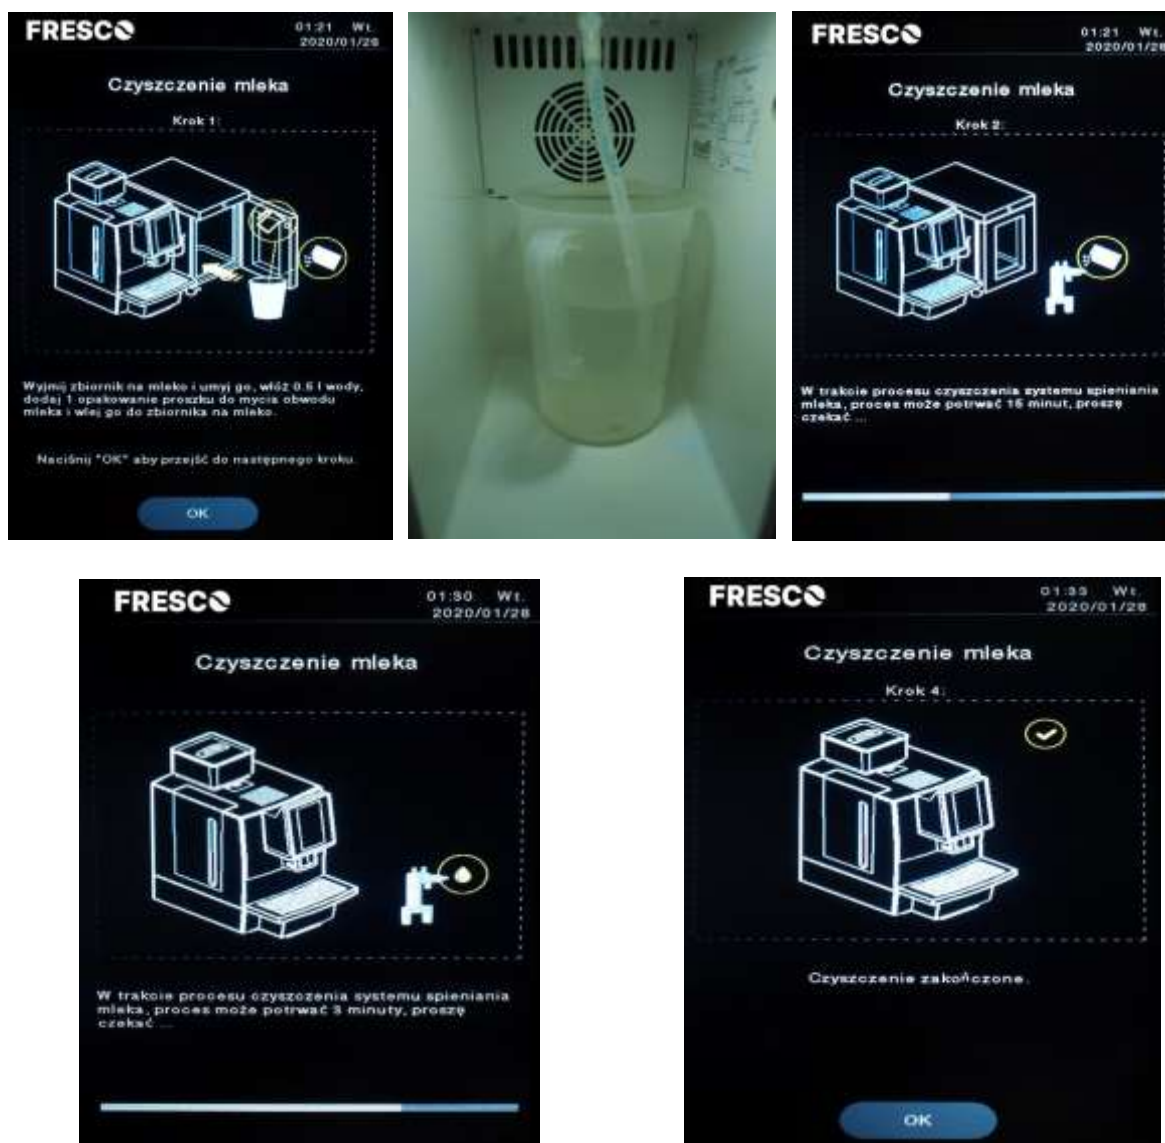 FRESCO
01:21 Wt.
2020/01/28
Czyszczenie mleka
Krok 1:
Wyjmij zbiornik na mleko i umyj go, włóż 0.5 l wody,
dodaj 1 opakowanie proszku do mycia obwodu
mleka i wlej go do zbiornika na mleko.
Naciśnij "OK" aby przejść do następnego kroku.
OK
FRESCO
01:21 Wt.
2020/01/28
Czyszczenie mleka
Krok 2:
W trakcie procesu czyszczenia systemu spieniania
mleka, proces może potrwać 15 minut, proszę
czekać ...
FRESCO
01:30 Wt.
2020/01/28
Czyszczenie mleka
W trakcie procesu czyszczenia systemu spieniania
mleka, proces może potrwać 3 minuty, proszę
czekać ...
FRESCO
01:33 Wt.
2020/01/28
Czyszczenie mleka
Krok 4:
Czyszczenie zakończone.
OK